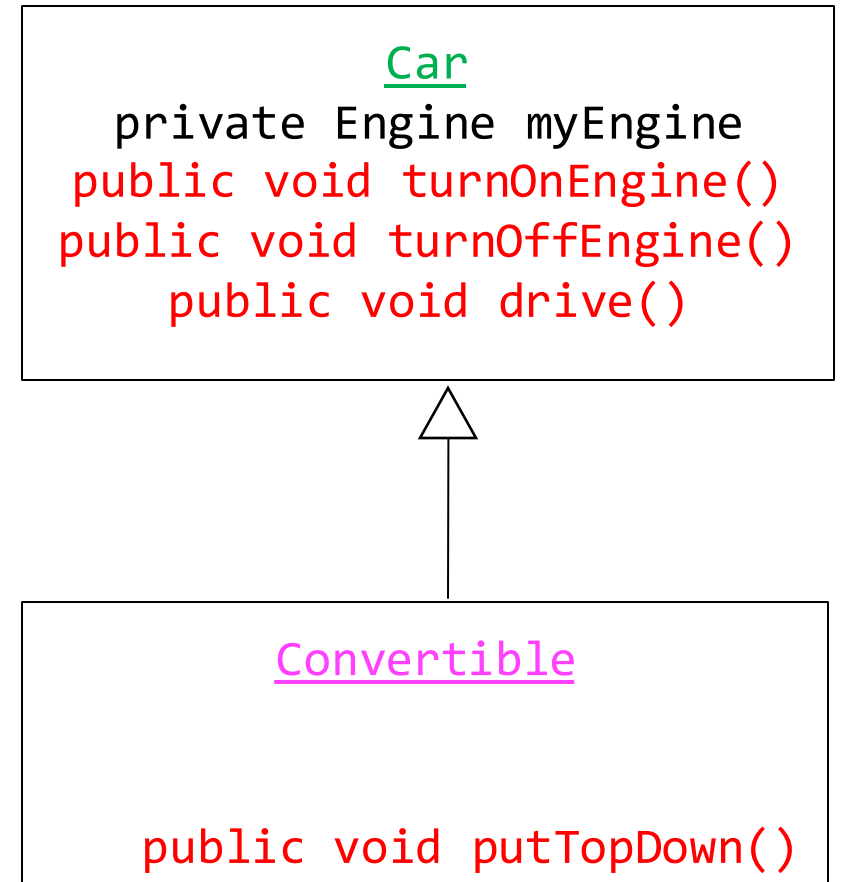 Car
private Engine myEngine
public void turnOnEngine()
public void turnOffEngine()
public void drive()
Convertible
public void putTopDown()